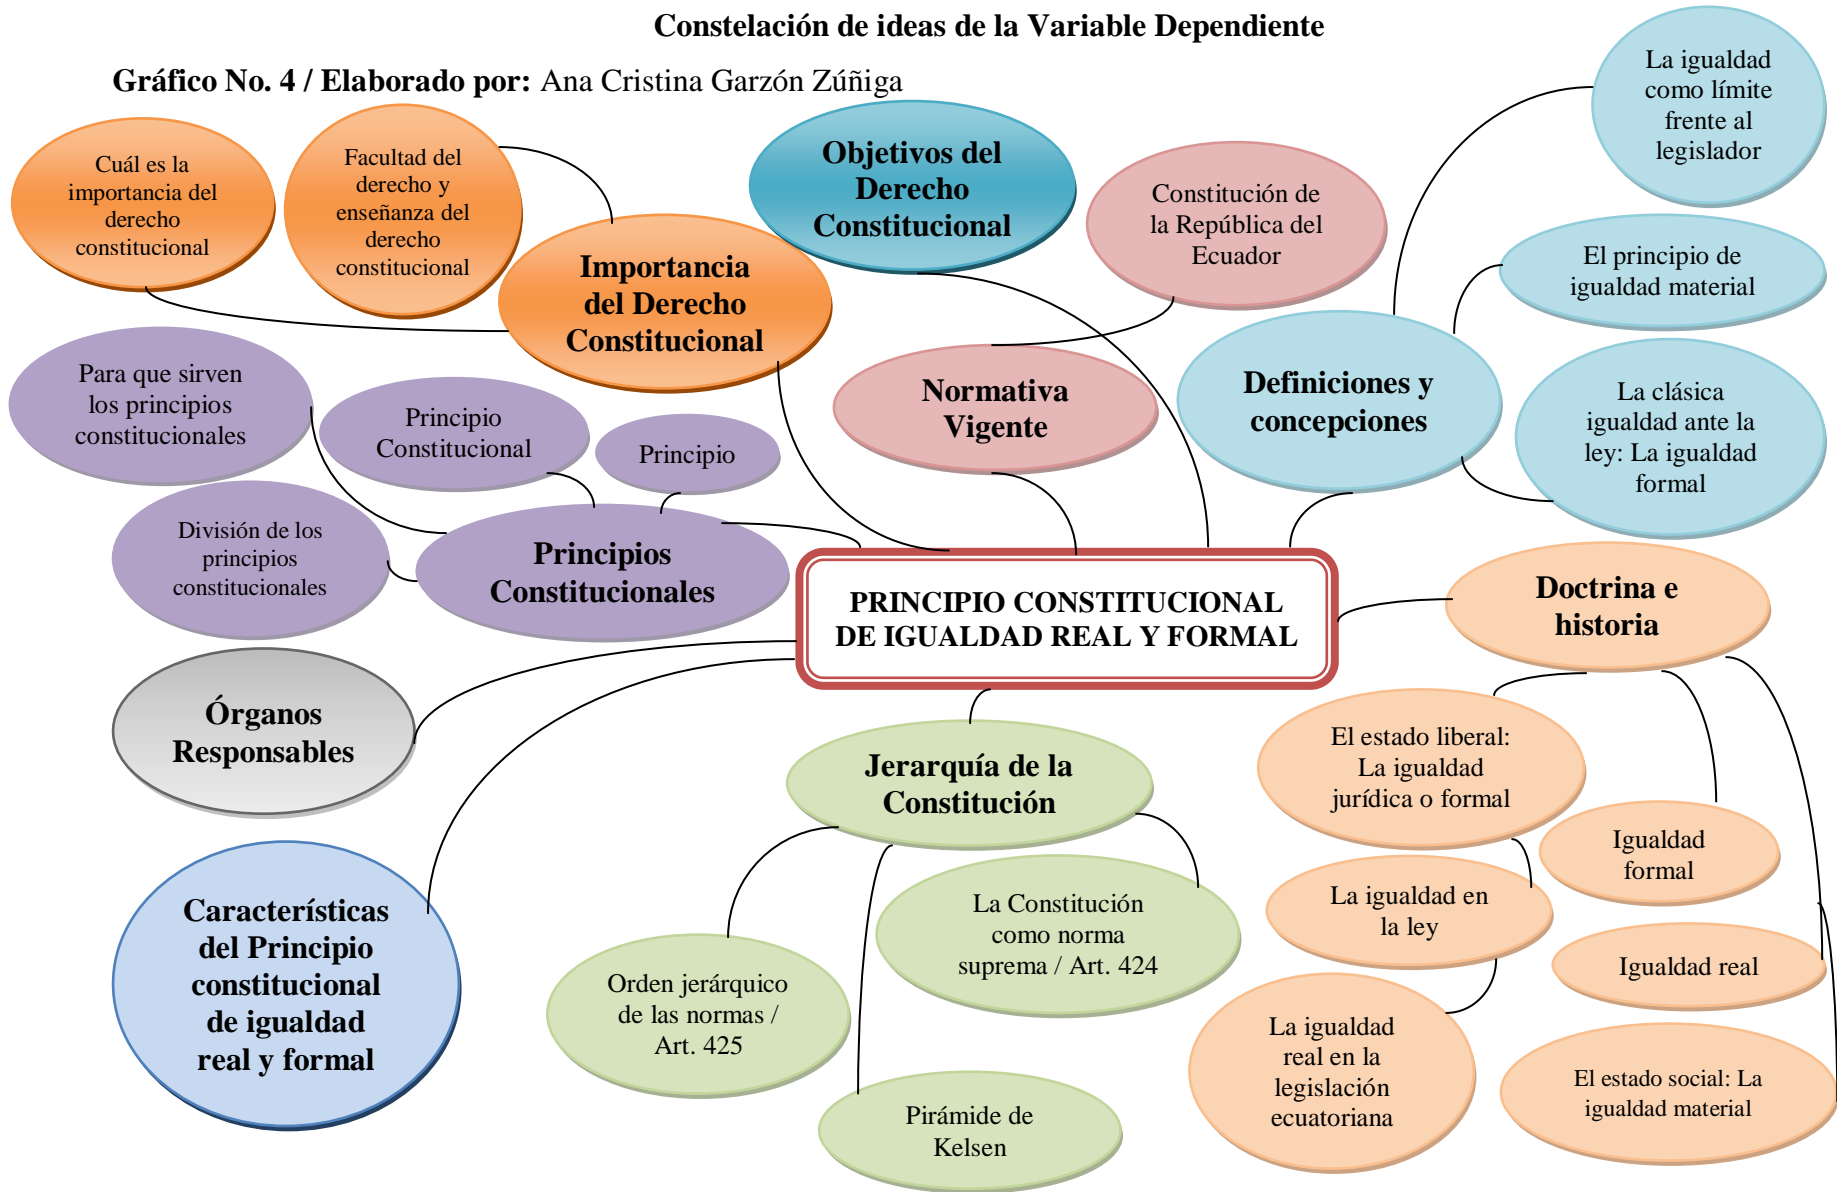 Constelación de ideas de la Variable Dependiente
Gráfico No. 4 / Elaborado por: Ana Cristina Garzón Zúñiga
Cuál es la
importancia del
derecho
constitucional
Facultad del
derecho y
enseñanza del
derecho
constitucional
Importancia
del Derecho
Constitucional
Objetivos del
Derecho
Constitucional
Constitución de
la República del
Ecuador
Normativa
Vigente
La igualdad
como límite
frente al
legislador
El principio de
igualdad material
Definiciones y
concepciones
La clásica
igualdad ante la
ley: La igualdad
formal
Para que sirven
los principios
constitucionales
Principio
Constitucional
Principio
División de los
principios
constitucionales
Principios
Constitucionales
PRINCIPIO CONSTITUCIONAL
DE IGUALDAD REAL Y FORMAL
Doctrina e
historia
Órganos
Responsables
Características
del Principio
constitucional
de igualdad
real y formal
Jerarquía de la
Constitución
Orden jerárquico
de las normas /
Art. 425
La Constitución
como norma
suprema / Art. 424
Pirámide de
Kelsen
El estado liberal:
La igualdad
jurídica o formal
La igualdad en
la ley
La igualdad
real en la
legislación
ecuatoriana
Igualdad
formal
Igualdad real
El estado social: La
igualdad material